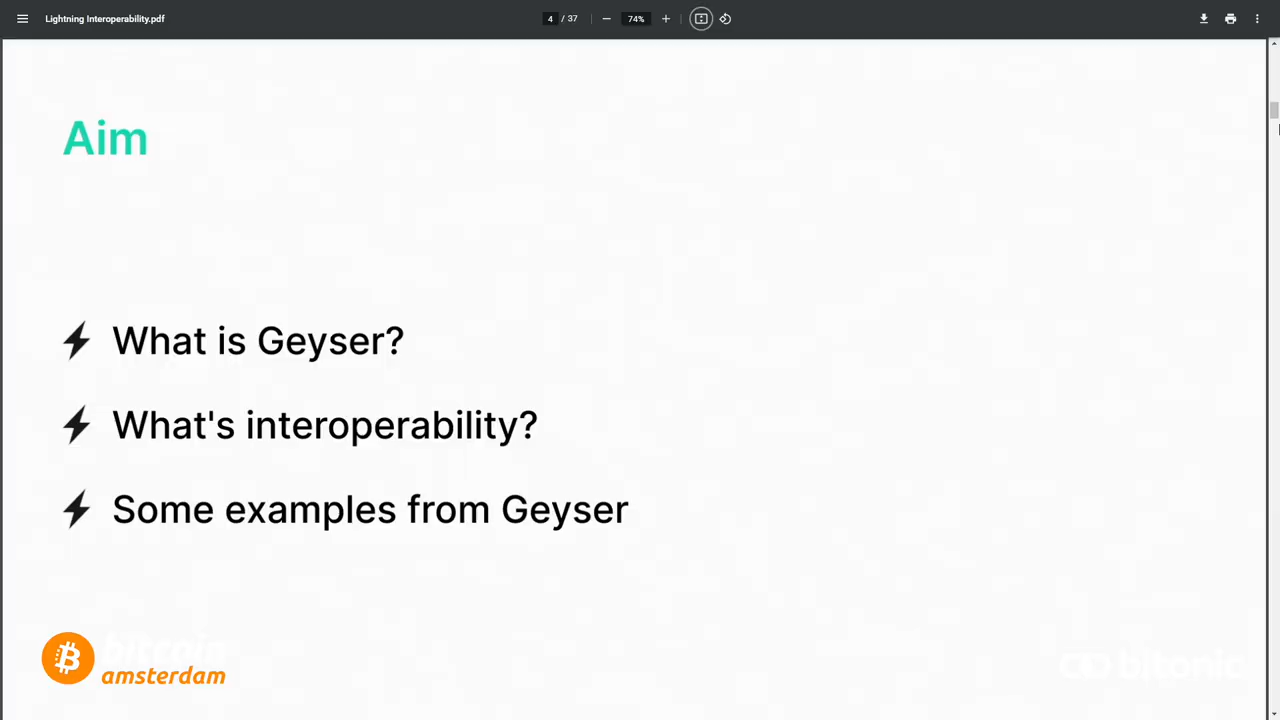 Lightning Interoperability.pdf
4 / 37
74%
Aim
What is Geyser?
What's interoperability?
Some examples from Geyser
bitcoin
amsterdam
bitonic